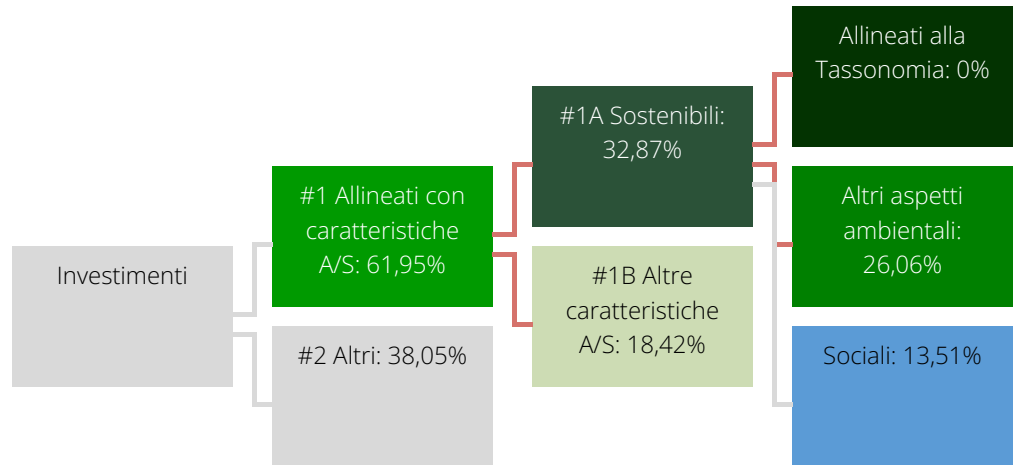 Investimenti
#1 Allineati con
caratteristiche
A/S: 61,95%
#2 Altri: 38,05%
#1A Sostenibili:
32,87%
#1B Altre
caratteristiche
A/S: 18,42%
Allineati alla
Tassonomia: 0%
Altri aspetti
ambientali:
26,06%
Sociali: 13,51%